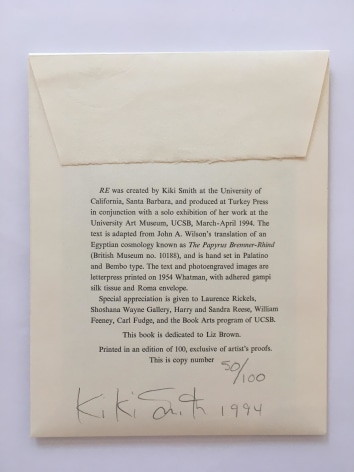 RE was created by Kiki Smith at the University of
California, Santa Barbara, and produced at Turkey Press
in conjunction with a solo exhibition of her work at the
University Art Museum, UCSB, March-April 1994. The
text is adapted from John A. Wilson's translation of an
Egyptian cosmology known as The Papyrus Bremner-Rhind
(British Museum no. 10188), and is hand set in Palatino
and Bembo type. The text and photoengraved images are
letterpress printed on 1954 Whatman, with adhered gampi
silk tissue and Roma envelope.
Special appreciation is given to Laurence Rickels,
Shoshana Wayne Gallery, Harry and Sandra Reese, William
Feeney, Carl Fudge, and the Book Arts program of UCSB.
This book is dedicated to Liz Brown.
Printed in an edition of 100, exclusive of artist's proofs.
This is copy number 50/100
Kiki Smith 1994